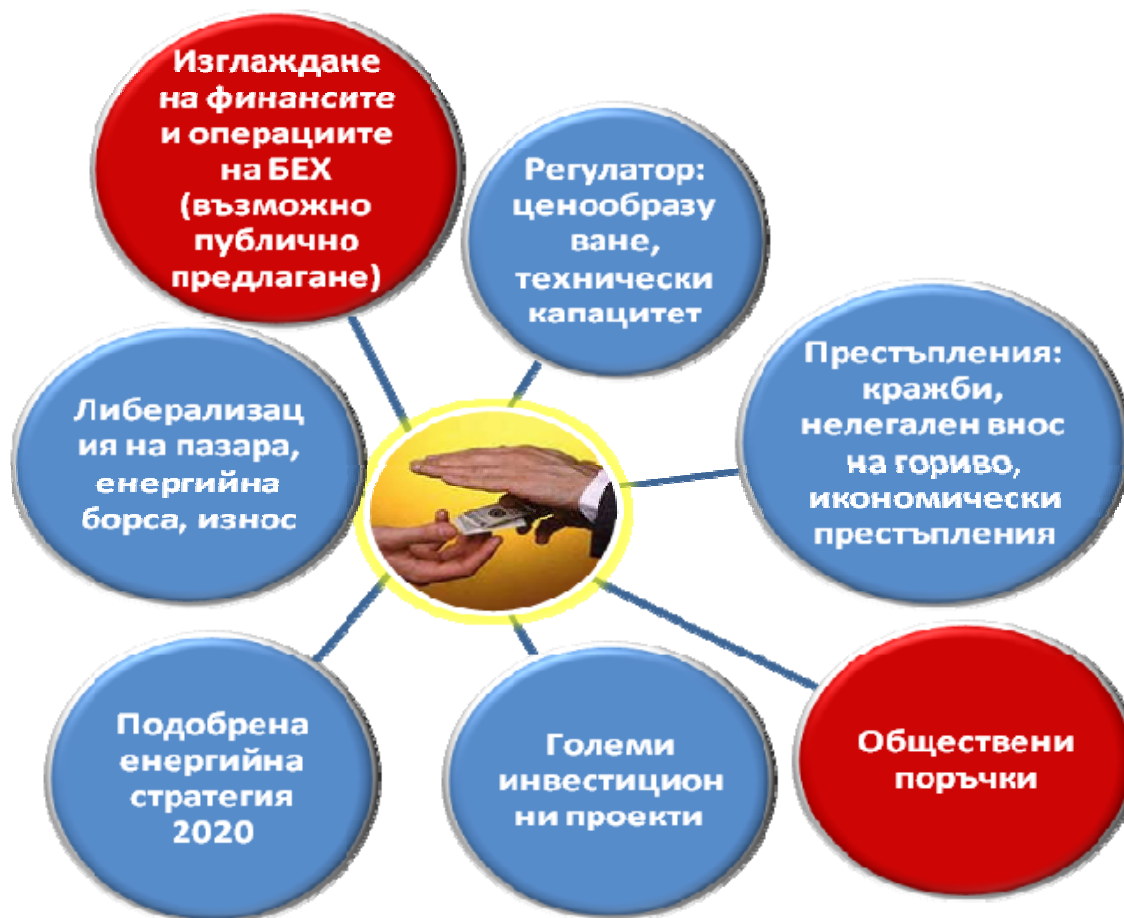 Изглаждане
на финансите
и операциите
на БЕХ
(възможно
публично
предлагане)
Регулатор:
ценообразу
ване,
технически
капацитет
Престъпления:
кражби,
нелегален внос
на гориво,
икономически
престъпления
Либерализац
ия на пазара,
енергийна
борса, износ
Подобрена
енергийна
стратегия
2020
Големи
инвестицион
ни проекти
Обществени
поръчки